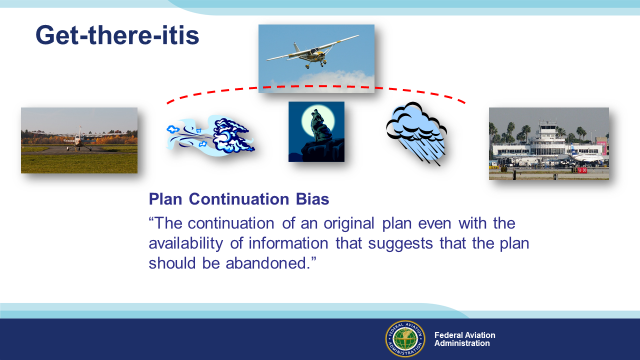 Get-there-itis
Plan Continuation Bias
“The continuation of an original plan even with the
availability of information that suggests that the plan
should be abandoned.”
Federal Aviation
Administration